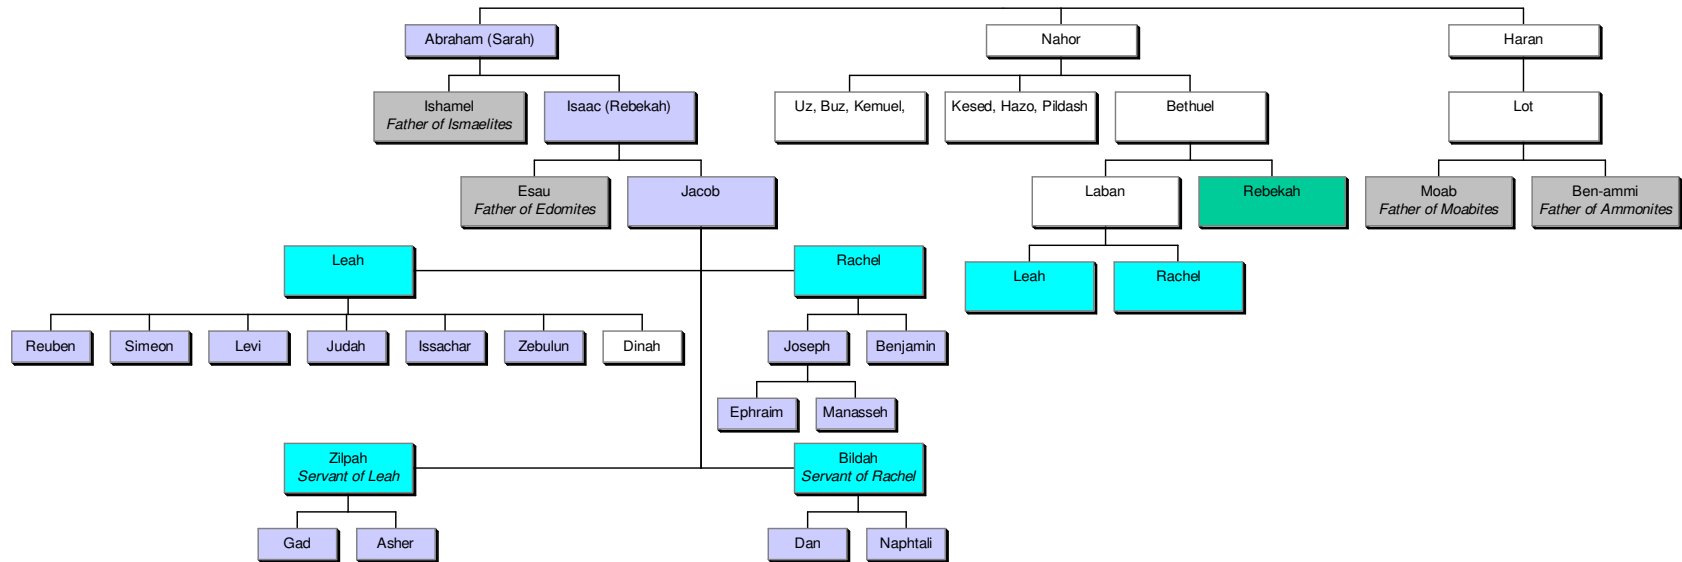 Abraham (Sarah)
Nahor
Haran
Ishamel
Father of Ismaelites
Isaac (Rebekah)
Uz, Buz, Kemuel,
Kesed, Hazo, Pildash
Bethuel
Lot
Esau
Father of Edomites
Jacob
Laban
Rebekah
Moab
Father of Moabites
Ben-ammi
Father of Ammonites
Leah
Rachel
Leah
Rachel
Reuben
Simeon
Levi
Judah
Issachar
Zebulun
Dinah
Joseph
Benjamin
Ephraim
Manasseh
Zilpah
Servant of Leah
Bildah
Servant of Rachel
Gad
Asher
Dan
Naphtali